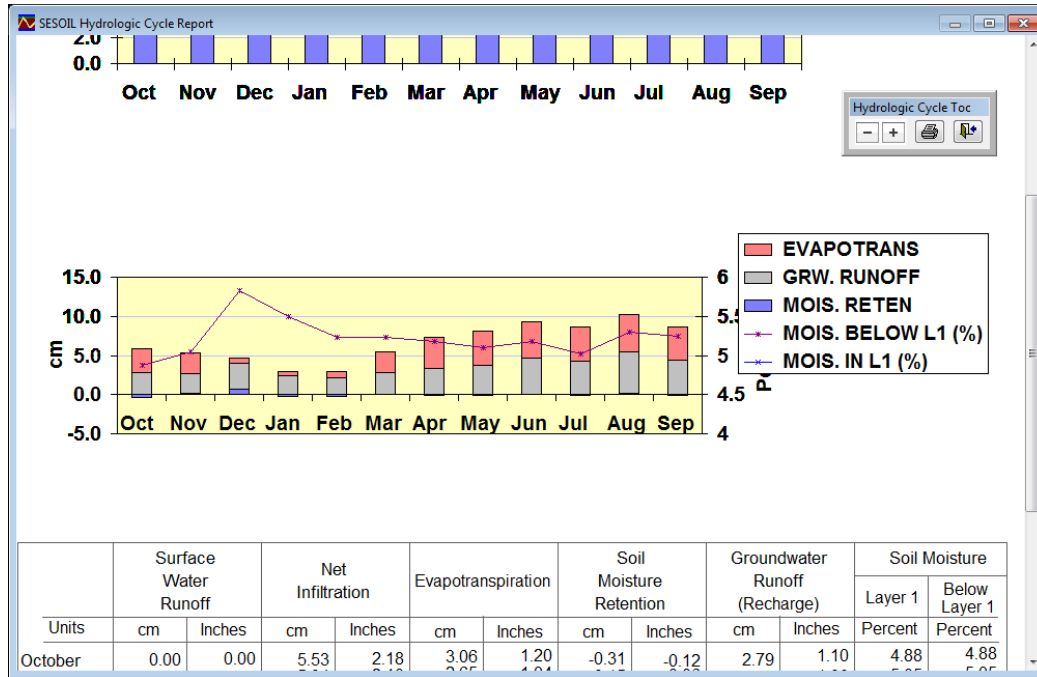 SESOIL Hydrologic Cycle Report
2.0
0.0
Oct Nov Dec Jan Feb Mar Apr May Jun Jul Aug Sep
Hydrologic Cycle Toc
- +
EVAPOTRANS
GRW. RUNOFF
MOIS. RETEN
MOIS. BELOW L1 (%)
MOIS. IN L1 (%)
15.0
10.0
5.0
0.0
-5.0
cm
6
5.5
5
4.5
4
Oct Nov Dec Jan Feb Mar Apr May Jun Jul Aug Sep
Surface Water Runoff
Net Infiltration
Evapotranspiration
Soil Moisture Retention
Groundwater Runoff (Recharge)
Soil Moisture
Layer 1
Below Layer 1
Units cm Inches cm Inches cm Inches cm Inches cm Inches Percent Percent
October 0.00 0.00 5.53 2.18 3.06 1.20 -0.31 -0.12 2.79 1.10 4.88 4.88